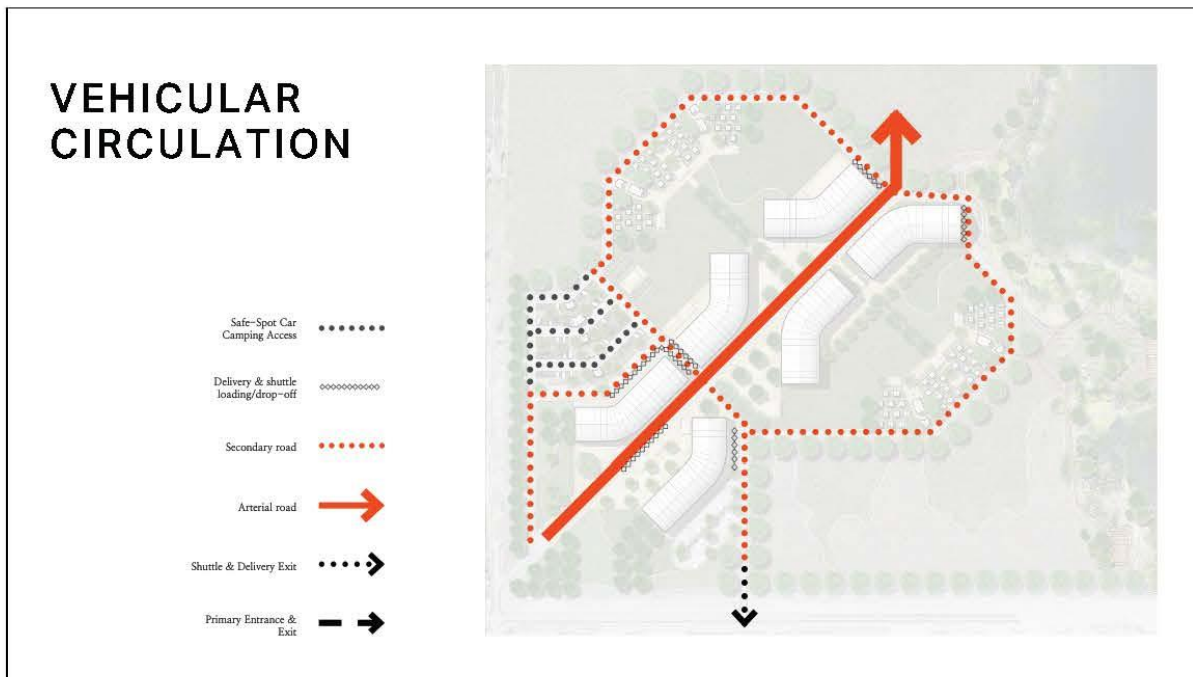 VEHICULAR
CIRCULATION
Safe-Spot Car
Camping Access
Delivery & shuttle
loading/drop-off
Secondary road
Arterial road
Shuttle & Delivery Exit
Primary Entrance &
Exit